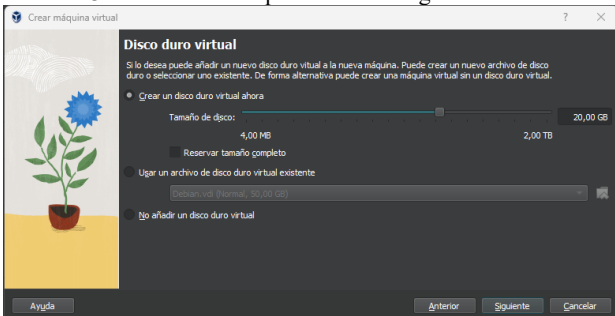 Crear máquina virtual
Disco duro virtual
Si lo desea puede añadir un nuevo disco duro vitual a la nueva máquina. Puede crear un nuevo archivo de disco
duro o seleccionar uno existente. De forma alternativa puede crear una máquina virtual sin un disco duro virtual.
Crear un disco duro virtual ahora
Tamaño de disco:
20,00 GB
4,00 MB
2,00 TB
Reservar tamaño completo
Usar un archivo de disco duro virtual existente
Debian.vdi (Normal, 50,00 GB)
No añadir un disco duro virtual
Ayuda
Anterior
Siguiente
Cancelar